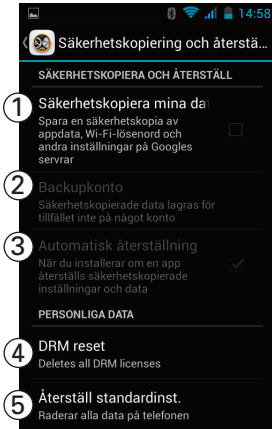 14:58
Säkerhetskopiering och återstä...
SÄKERHETSKOPIERA OCH ÅTERSTÄLL
1 Säkerhetskopiera mina dat
Spara en säkerhetskopia av
appdata, Wi-Fi-lösenord och
andra inställningar på Googles
servrar
2 Backupkonto
Säkerhetskopierade data lagras för
tillfället inte på något konto
3 Automatisk återställning
När du installerar om en app
återställs säkerhetskopierade
inställningar och data
PERSONLIGA DATA
4 DRM reset
Deletes all DRM licenses
5 Återställ standardinst.
Raderar alla data på telefonen